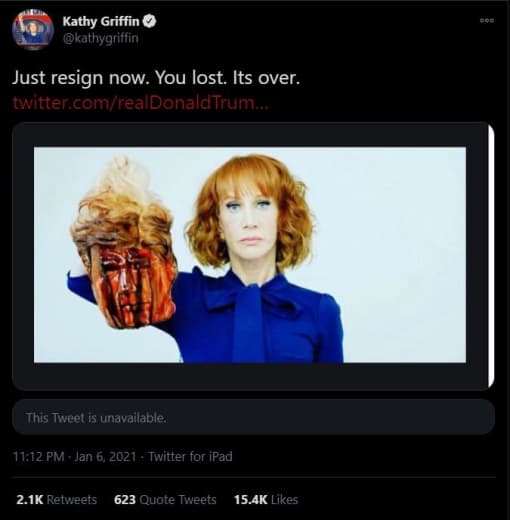 Kathy Griffin
@kathygriffin
Just resign now. You lost. Its over.
twitter.com/realDonaldTrum...
This Tweet is unavailable.
11:12 PM · Jan 6, 2021 · Twitter for iPad
2.1K Retweets 623 Quote Tweets 15.4K Likes